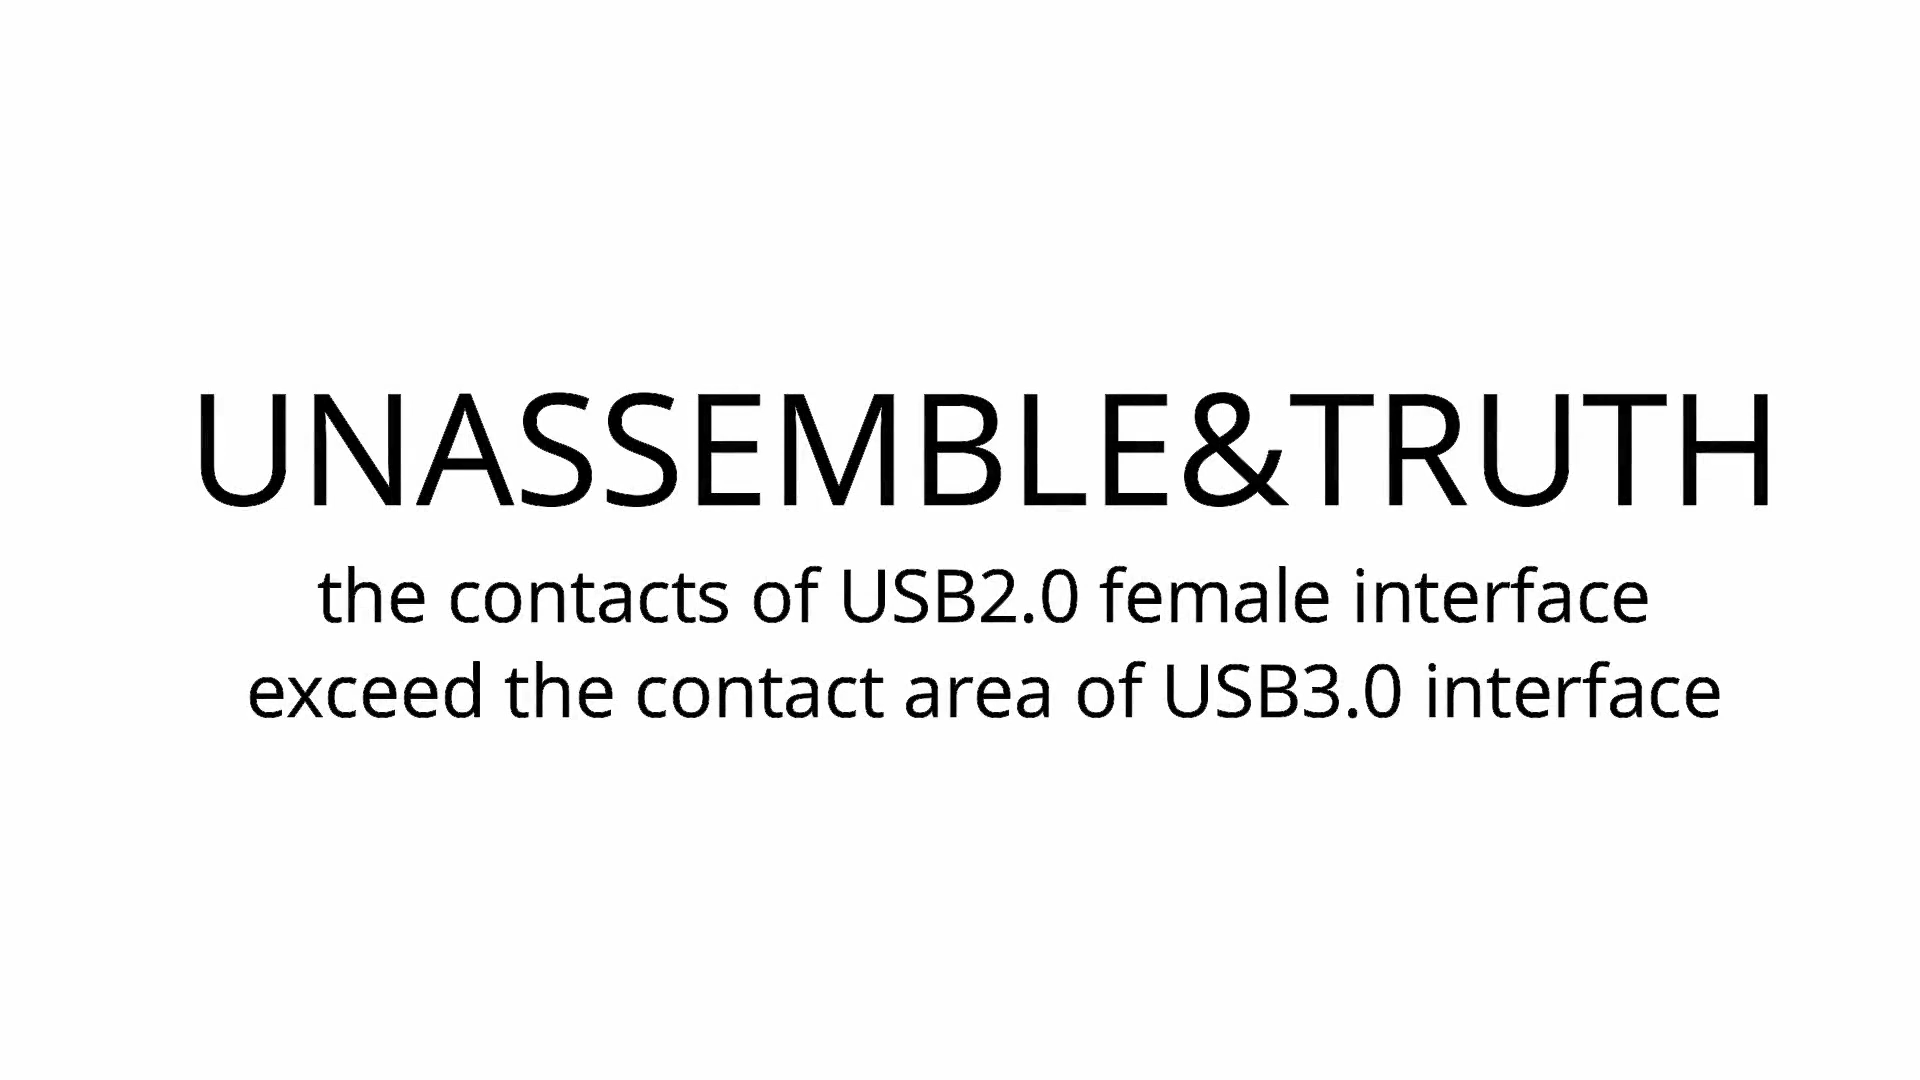 UNASSEMBLE&TRUTH
the contacts of USB2.0 female interface
exceed the contact area of USB3.0 interface